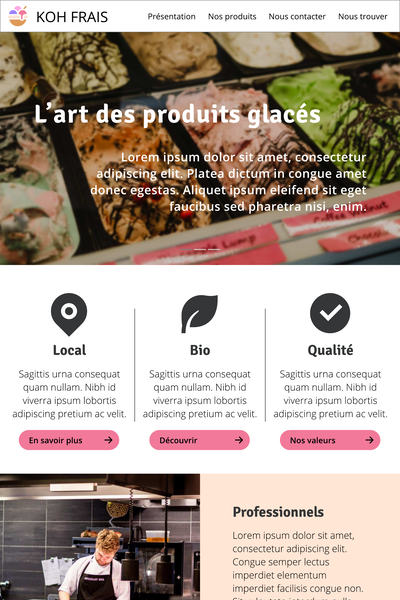 KOH FRAIS
Présentation Nos produits Nous contacter Nous trouver
L'art des produits glacés
Lorem ipsum dolor sit amet, consectetur
adipiscing elit. Platea dictum in congue amet
donec egestas. Aliquet ipsum eleifend sit eget
faucibus sed pharetra nisi, enim.
Local
Sagittis urna consequat
quam nullam. Nibh id
viverra ipsum lobortis
adipiscing pretium ac velit.
En savoir plus
Bio
Sagittis urna consequat
quam nullam. Nibh id
viverra ipsum lobortis
adipiscing pretium ac velit.
Découvrir
Qualité
Sagittis urna consequat
quam nullam. Nibh id
viverra ipsum lobortis
adipiscing pretium ac velit.
Nos valeurs
Professionnels
Lorem ipsum dolor sit amet,
consectetur adipiscing elit.
Congue semper lectus
imperdiet elementum
imperdiet facilisis congue non.